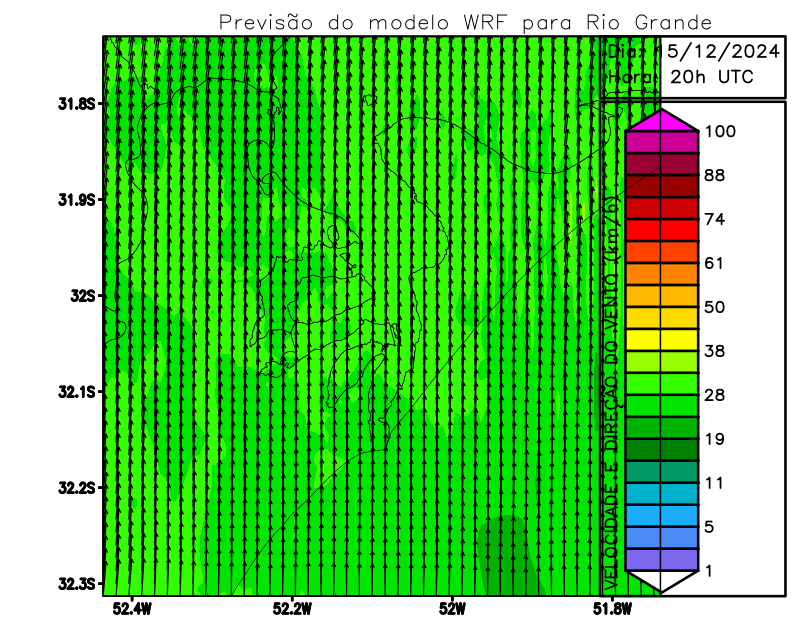 Previsão do modelo WRF para Rio Grande
Dia: 15/12/2024
Hora: 20h UTC
31.8S
31.9S
32S
32.1S
32.2S
32.3S
52.4W
52.2W
52W
51.8W
VELOCIDADE E DIREÇÃO DO VENTO (km/h)
100
88
74
61
50
38
28
19
11
5
1